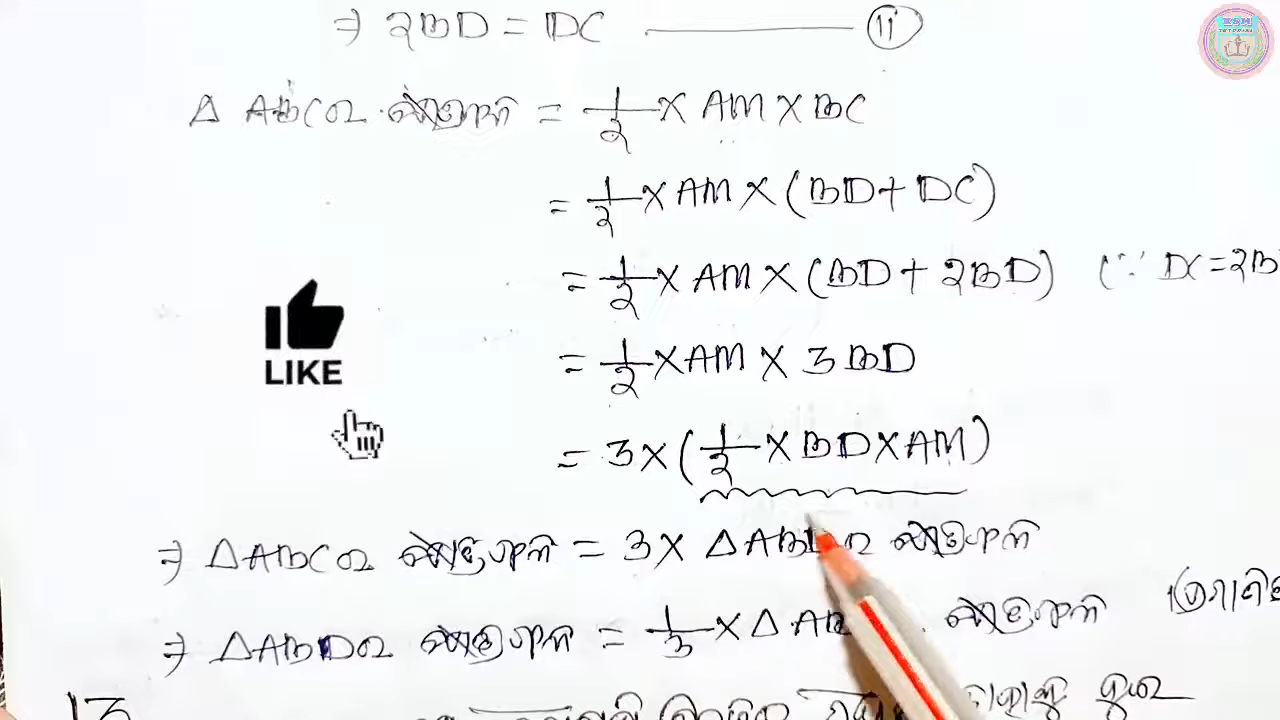 ⇒ 2BD = DC ——— (11)
△ ABCର କ୍ଷେତ୍ରଫଳ = 1/2 × AM × BC
= 1/2 × AM × (BD + DC)
= 1/2 × AM × (BD + 2BD) (∵ DC = 2B
= 1/2 × AM × 3BD
LIKE
= 3 × (1/2 × BD × AM)
⇒ △ABCର କ୍ଷେତ୍ରଫଳ = 3 × △ABDର କ୍ଷେତ୍ରଫଳ
⇒ △ABDର କ୍ଷେତ୍ରଫଳ = 1/3 × △AB କ୍ଷେତ୍ରଫଳ
13